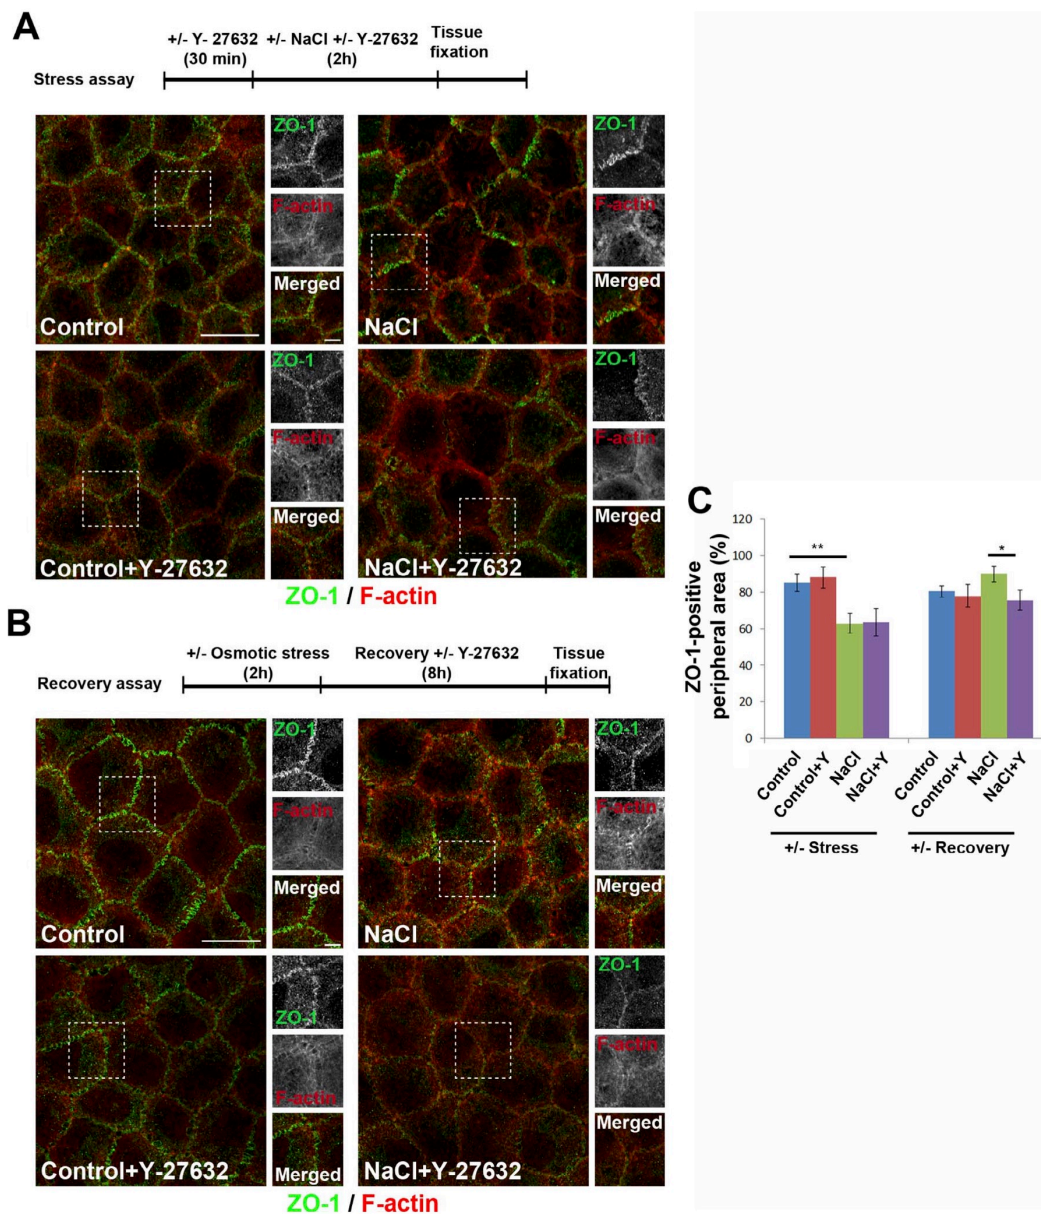 A
+/- Y- 27632
(30 min)
+/- NaCl +/- Y-27632
(2h)
Tissue
fixation
Stress assay
ZO-1
F-actin
Merged
Control
ZO-1
F-actin
Merged
NaCl
ZO-1
F-actin
Merged
Control+Y-27632
ZO-1
F-actin
Merged
NaCl+Y-27632
ZO-1 / F-actin
B
+/- Osmotic stress
(2h)
Recovery +/- Y-27632
(8h)
Tissue
fixation
Recovery assay
ZO-1
F-actin
Merged
Control
ZO-1
F-actin
Merged
NaCl
ZO-1
F-actin
Merged
Control+Y-27632
ZO-1
F-actin
Merged
NaCl+Y-27632
ZO-1 / F-actin
C
ZO-1-positive
peripheral area (%)
120
100
80
60
40
20
0
**
*
Control
Control+Y
NaCl
NaCl+Y
Control
Control+Y
NaCl
NaCl+Y
+/- Stress
+/- Recovery